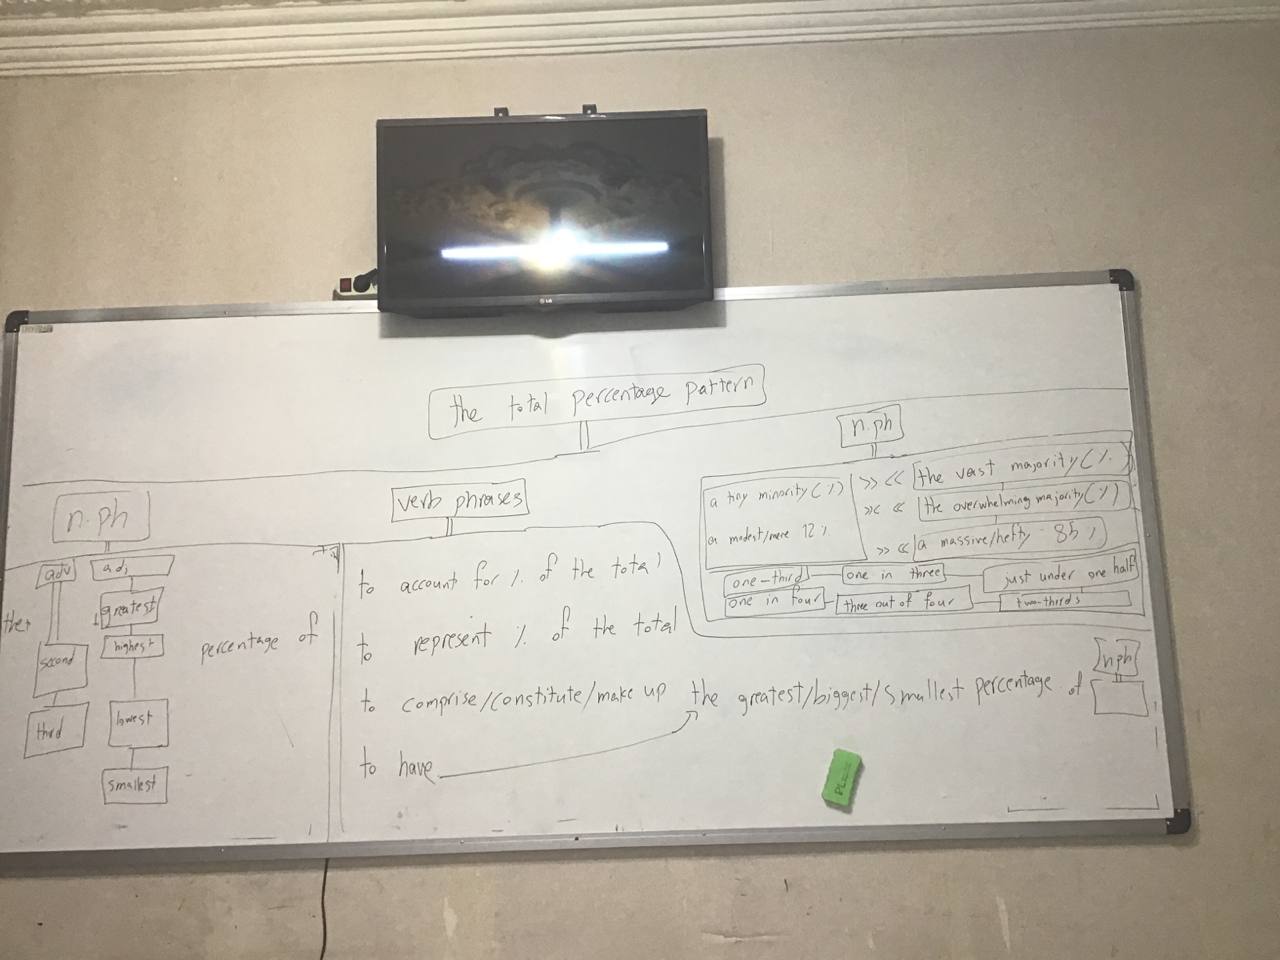 LG
the total percentage pattern
n.ph
adv
adj
the
second
third
greatest
highest
lowest
smallest
percentage of
verb phrases
to account for % of the total
to represent % of the total
to comprise/constitute/make up the greatest/biggest/smallest percentage of
n.ph
to have
n.ph
a tiny minority (%) >> << the vast majority (%)
>< << the overwhelming majority (%)
a modest/mere 12 % >> << a massive/hefty 85 %
one-third one in three just under one half
one in four three out of four two-thirds